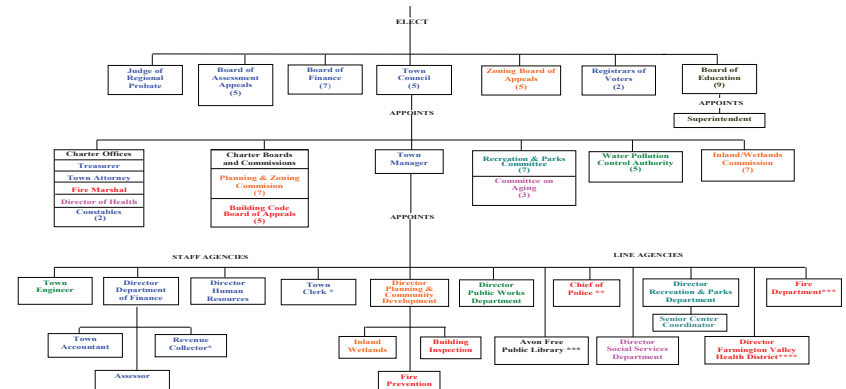 ELECT
Judge of
Regional
Probate
Board of
Assessment
Appeals
(5)
Board of
Finance
(7)
Town
Council
(5)
Zoning Board of
Appeals
(5)
Registrars of
Voters
(2)
Board of
Education
(9)
APPOINTS
Superintendent
APPOINTS
Charter Offices
Treasurer
Town Attorney
Fire Marshal
Director of Health
Constables
(2)
Charter Boards
and Commissions
Planning & Zoning
Commision
(7)
Building Code
Board of Appeals
(5)
Town
Manager
Recreation & Parks
Committee
(7)
Committee on
Aging
(3)
Water Pollution
Control Authority
(5)
Inland/Wetlands
Commission
(7)
APPOINTS
STAFF AGENCIES
LINE AGENCIES
Town
Engineer
Director
Department
of Finance
Director
Human
Resources
Town
Clerk *
Director
Planning &
Community
Development
Director
Public Works
Department
Chief of
Police **
Director
Recreation & Parks
Department
Fire
Department***
Senior Center
Coordinator
Town
Accountant
Revenue
Collector*
Inland
Wetlands
Building
Inspection
Avon Free
Public Library ***
Director
Social Services
Department
Director
Farmington Valley
Health District****
Assessor
Fire
Prevention